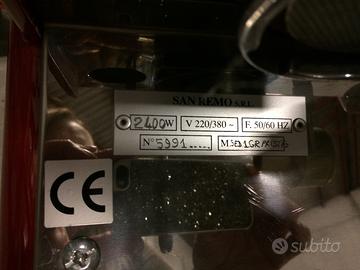 SAN REMO S.R.L.
2400W V 220/380 ~ F. 50/60 HZ
N° 5991
CE
subito